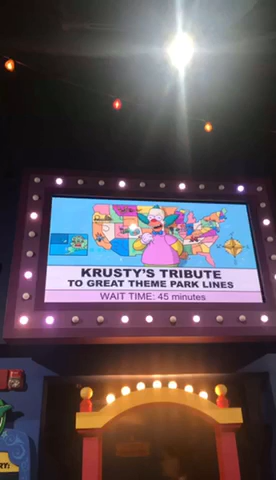 KRUSTY'S TRIBUTE
TO GREAT THEME PARK LINES
WAIT TIME: 45 minutes